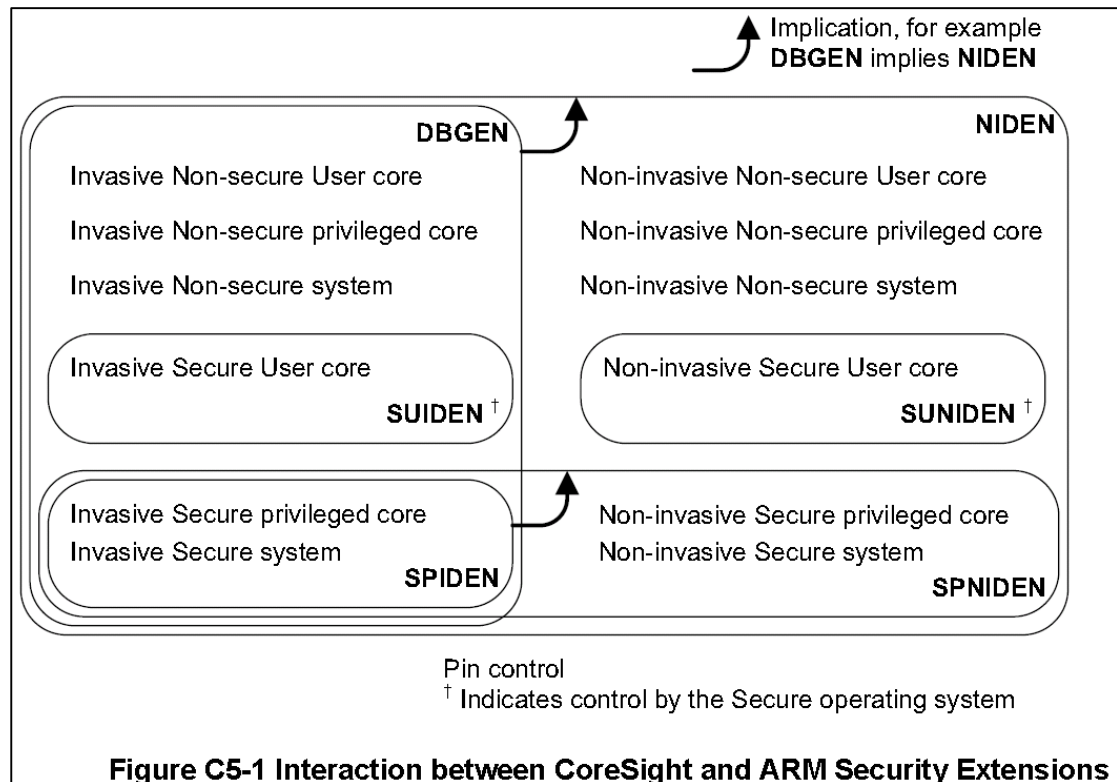 Implication, for example
DBGEN implies NIDEN
DBGEN
NIDEN
Invasive Non-secure User core
Non-invasive Non-secure User core
Invasive Non-secure privileged core
Non-invasive Non-secure privileged core
Invasive Non-secure system
Non-invasive Non-secure system
Invasive Secure User core
Non-invasive Secure User core
SUIDEN †
SUNIDEN †
Invasive Secure privileged core
Non-invasive Secure privileged core
Invasive Secure system
Non-invasive Secure system
SPIDEN
SPNIDEN
Pin control
† Indicates control by the Secure operating system
Figure C5-1 Interaction between CoreSight and ARM Security Extensions